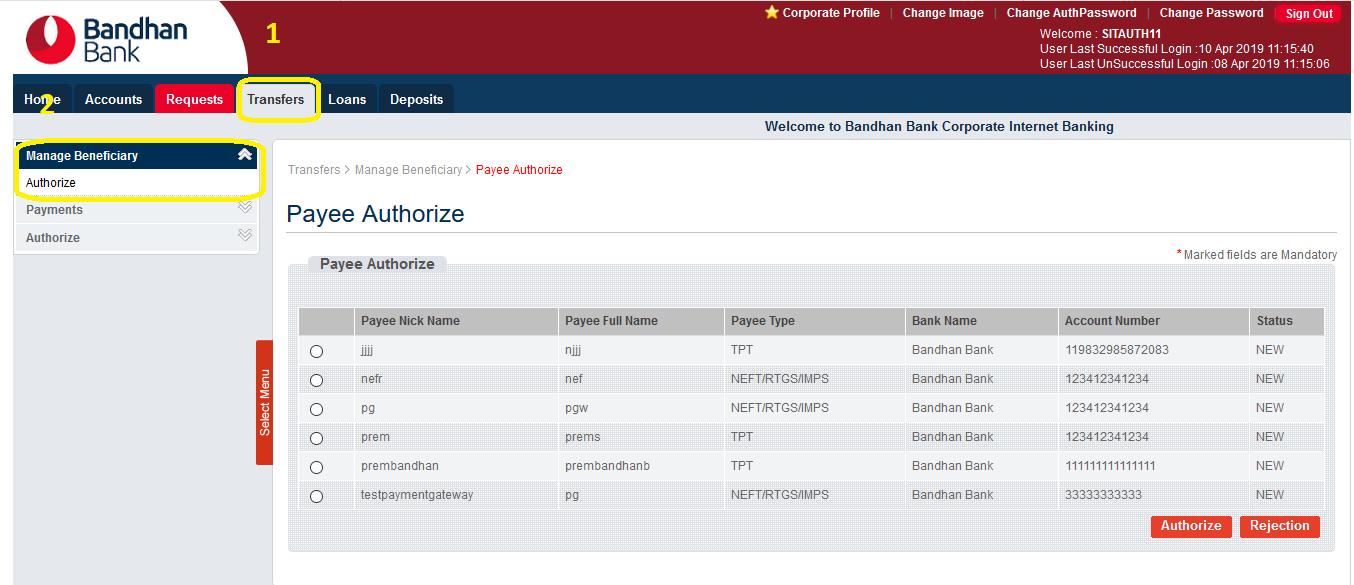 Bandhan
Bank
1
Corporate Profile | Change Image | Change AuthPassword | Change Password Sign Out
Welcome : SITAUTH11
User Last Successful Login :10 Apr 2019 11:15:40
User Last UnSuccessful Login :08 Apr 2019 11:15:06
Home Accounts Requests Transfers Loans Deposits
2
Welcome to Bandhan Bank Corporate Internet Banking
Manage Beneficiary
Authorize
Payments
Authorize
Select Menu
Transfers > Manage Beneficiary > Payee Authorize
Payee Authorize
* Marked fields are Mandatory
Payee Authorize
Payee Nick Name Payee Full Name Payee Type Bank Name Account Number Status
jjjj njjj TPT Bandhan Bank 119832985872083 NEW
nefr nef NEFT/RTGS/IMPS Bandhan Bank 123412341234 NEW
pg pgw NEFT/RTGS/IMPS Bandhan Bank 123412341234 NEW
prem prems TPT Bandhan Bank 123412341234 NEW
prembandhan prembandhanb TPT Bandhan Bank 111111111111111 NEW
testpaymentgateway pg NEFT/RTGS/IMPS Bandhan Bank 33333333333 NEW
Authorize Rejection